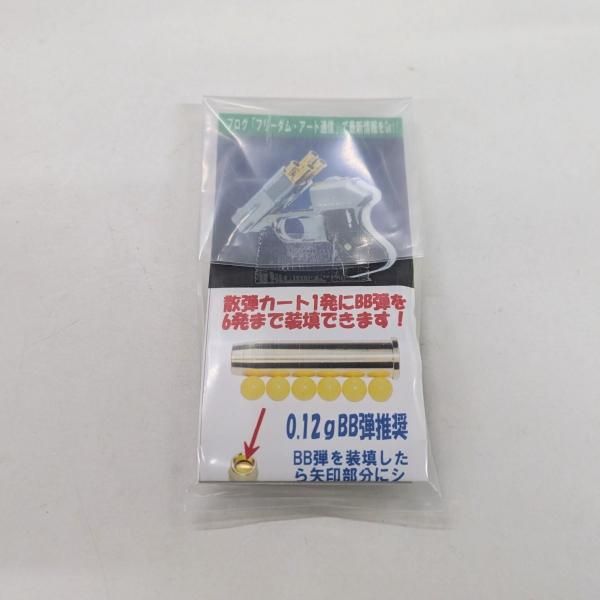 ブログ「フリーダム・アート通信」で最新情報をGet!
散弾カート1発にBB弾を
6発まで装填できます！
0.12gBB弾推奨
BB弾を装填した
ら矢印部分にシ